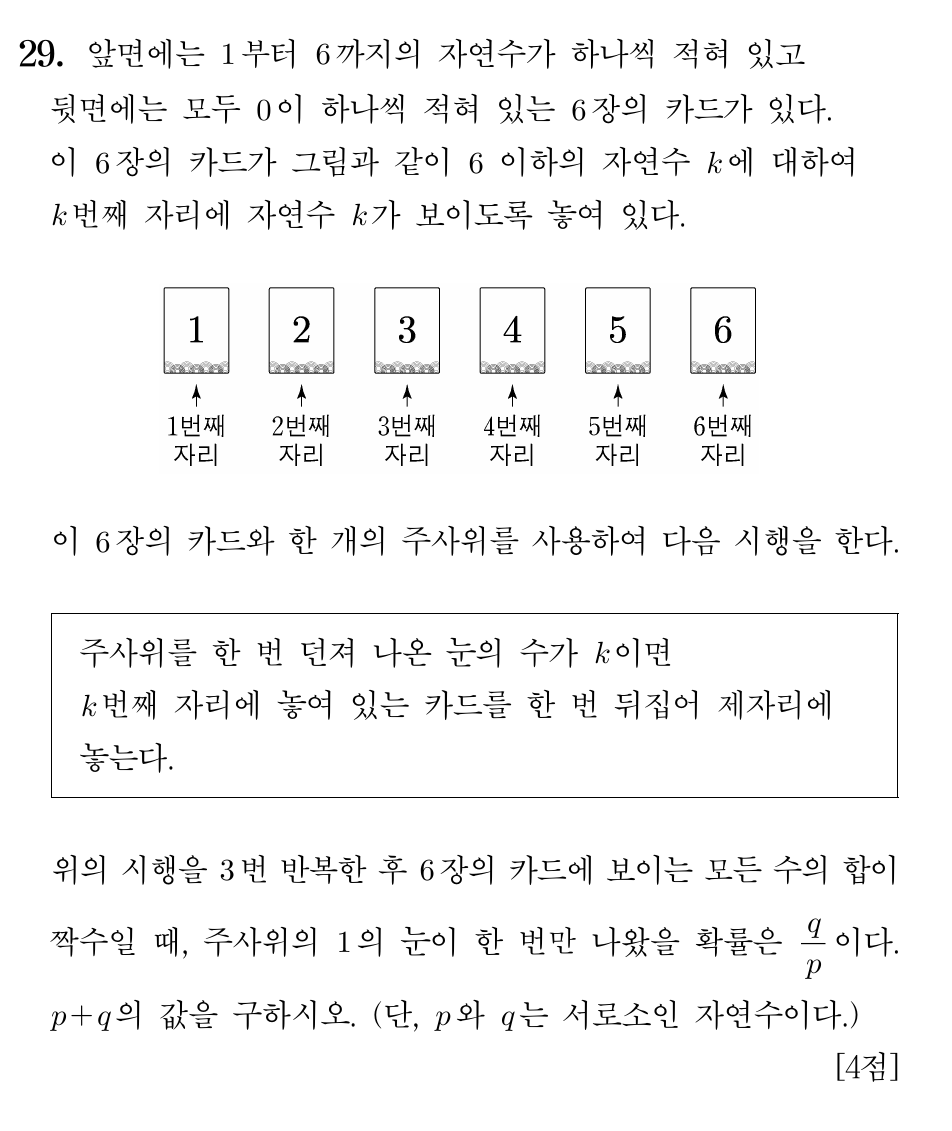 29. 앞면에는 1부터 6까지의 자연수가 하나씩 적혀 있고
뒷면에는 모두 0이 하나씩 적혀 있는 6장의 카드가 있다.
이 6장의 카드가 그림과 같이 6 이하의 자연수 k에 대하여
k번째 자리에 자연수 k가 보이도록 놓여 있다.
1 2 3 4 5 6
1번째 2번째 3번째 4번째 5번째 6번째
자리 자리 자리 자리 자리 자리
이 6장의 카드와 한 개의 주사위를 사용하여 다음 시행을 한다.
주사위를 한 번 던져 나온 눈의 수가 k이면
k번째 자리에 놓여 있는 카드를 한 번 뒤집어 제자리에
놓는다.
위의 시행을 3번 반복한 후 6장의 카드에 보이는 모든 수의 합이
짝수일 때, 주사위의 1의 눈이 한 번만 나왔을 확률은 q/p이다.
p+q의 값을 구하시오. (단, p와 q는 서로소인 자연수이다.)
[4점]